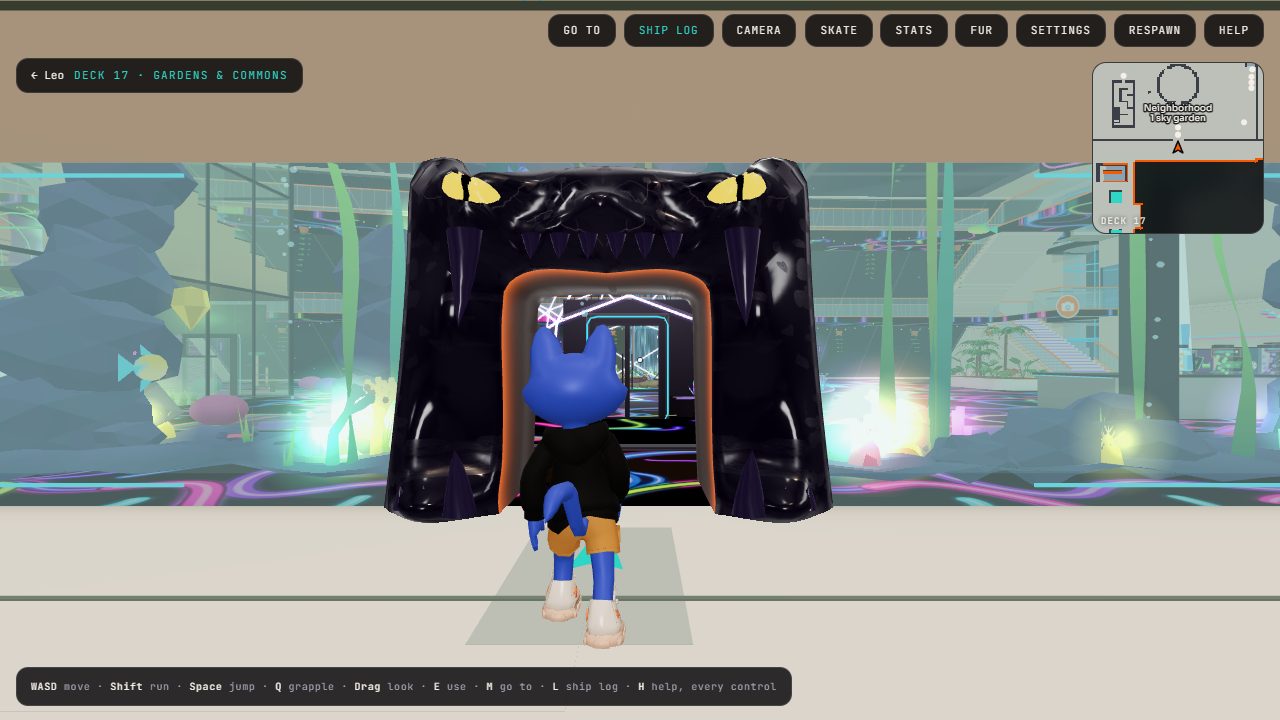 GO TO
SHIP LOG
CAMERA
SKATE
STATS
FUR
SETTINGS
RESPAWN
HELP
← Leo DECK 17 · GARDENS & COMMONS
Neighborhood
1 sky garden
DECK 17
WASD move · Shift run · Space jump · Q grapple · Drag look · E use · M go to · L ship log · H help, every control